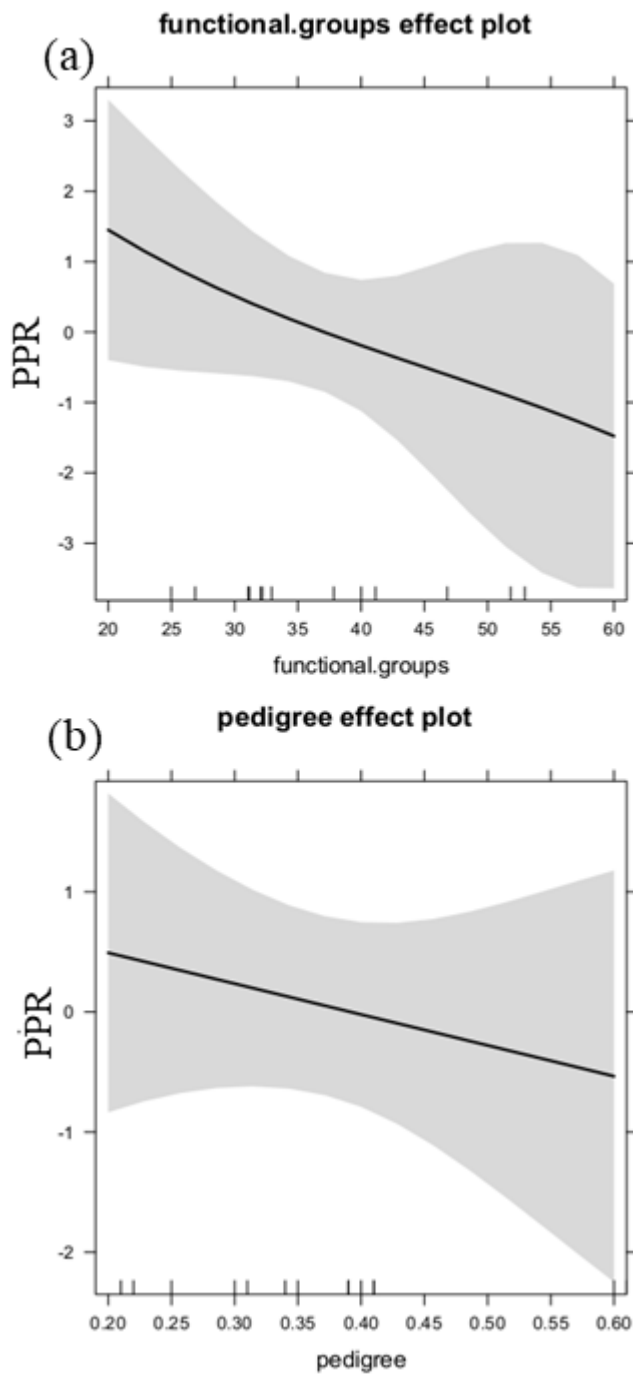 functional.groups effect plot
(a)
3
2
1
0
-1
-2
-3
PPR
20 25 30 35 40 45 50 55 60
functional.groups
pedigree effect plot
(b)
1
0
-1
-2
PPR
0.20 0.25 0.30 0.35 0.40 0.45 0.50 0.55 0.60
pedigree